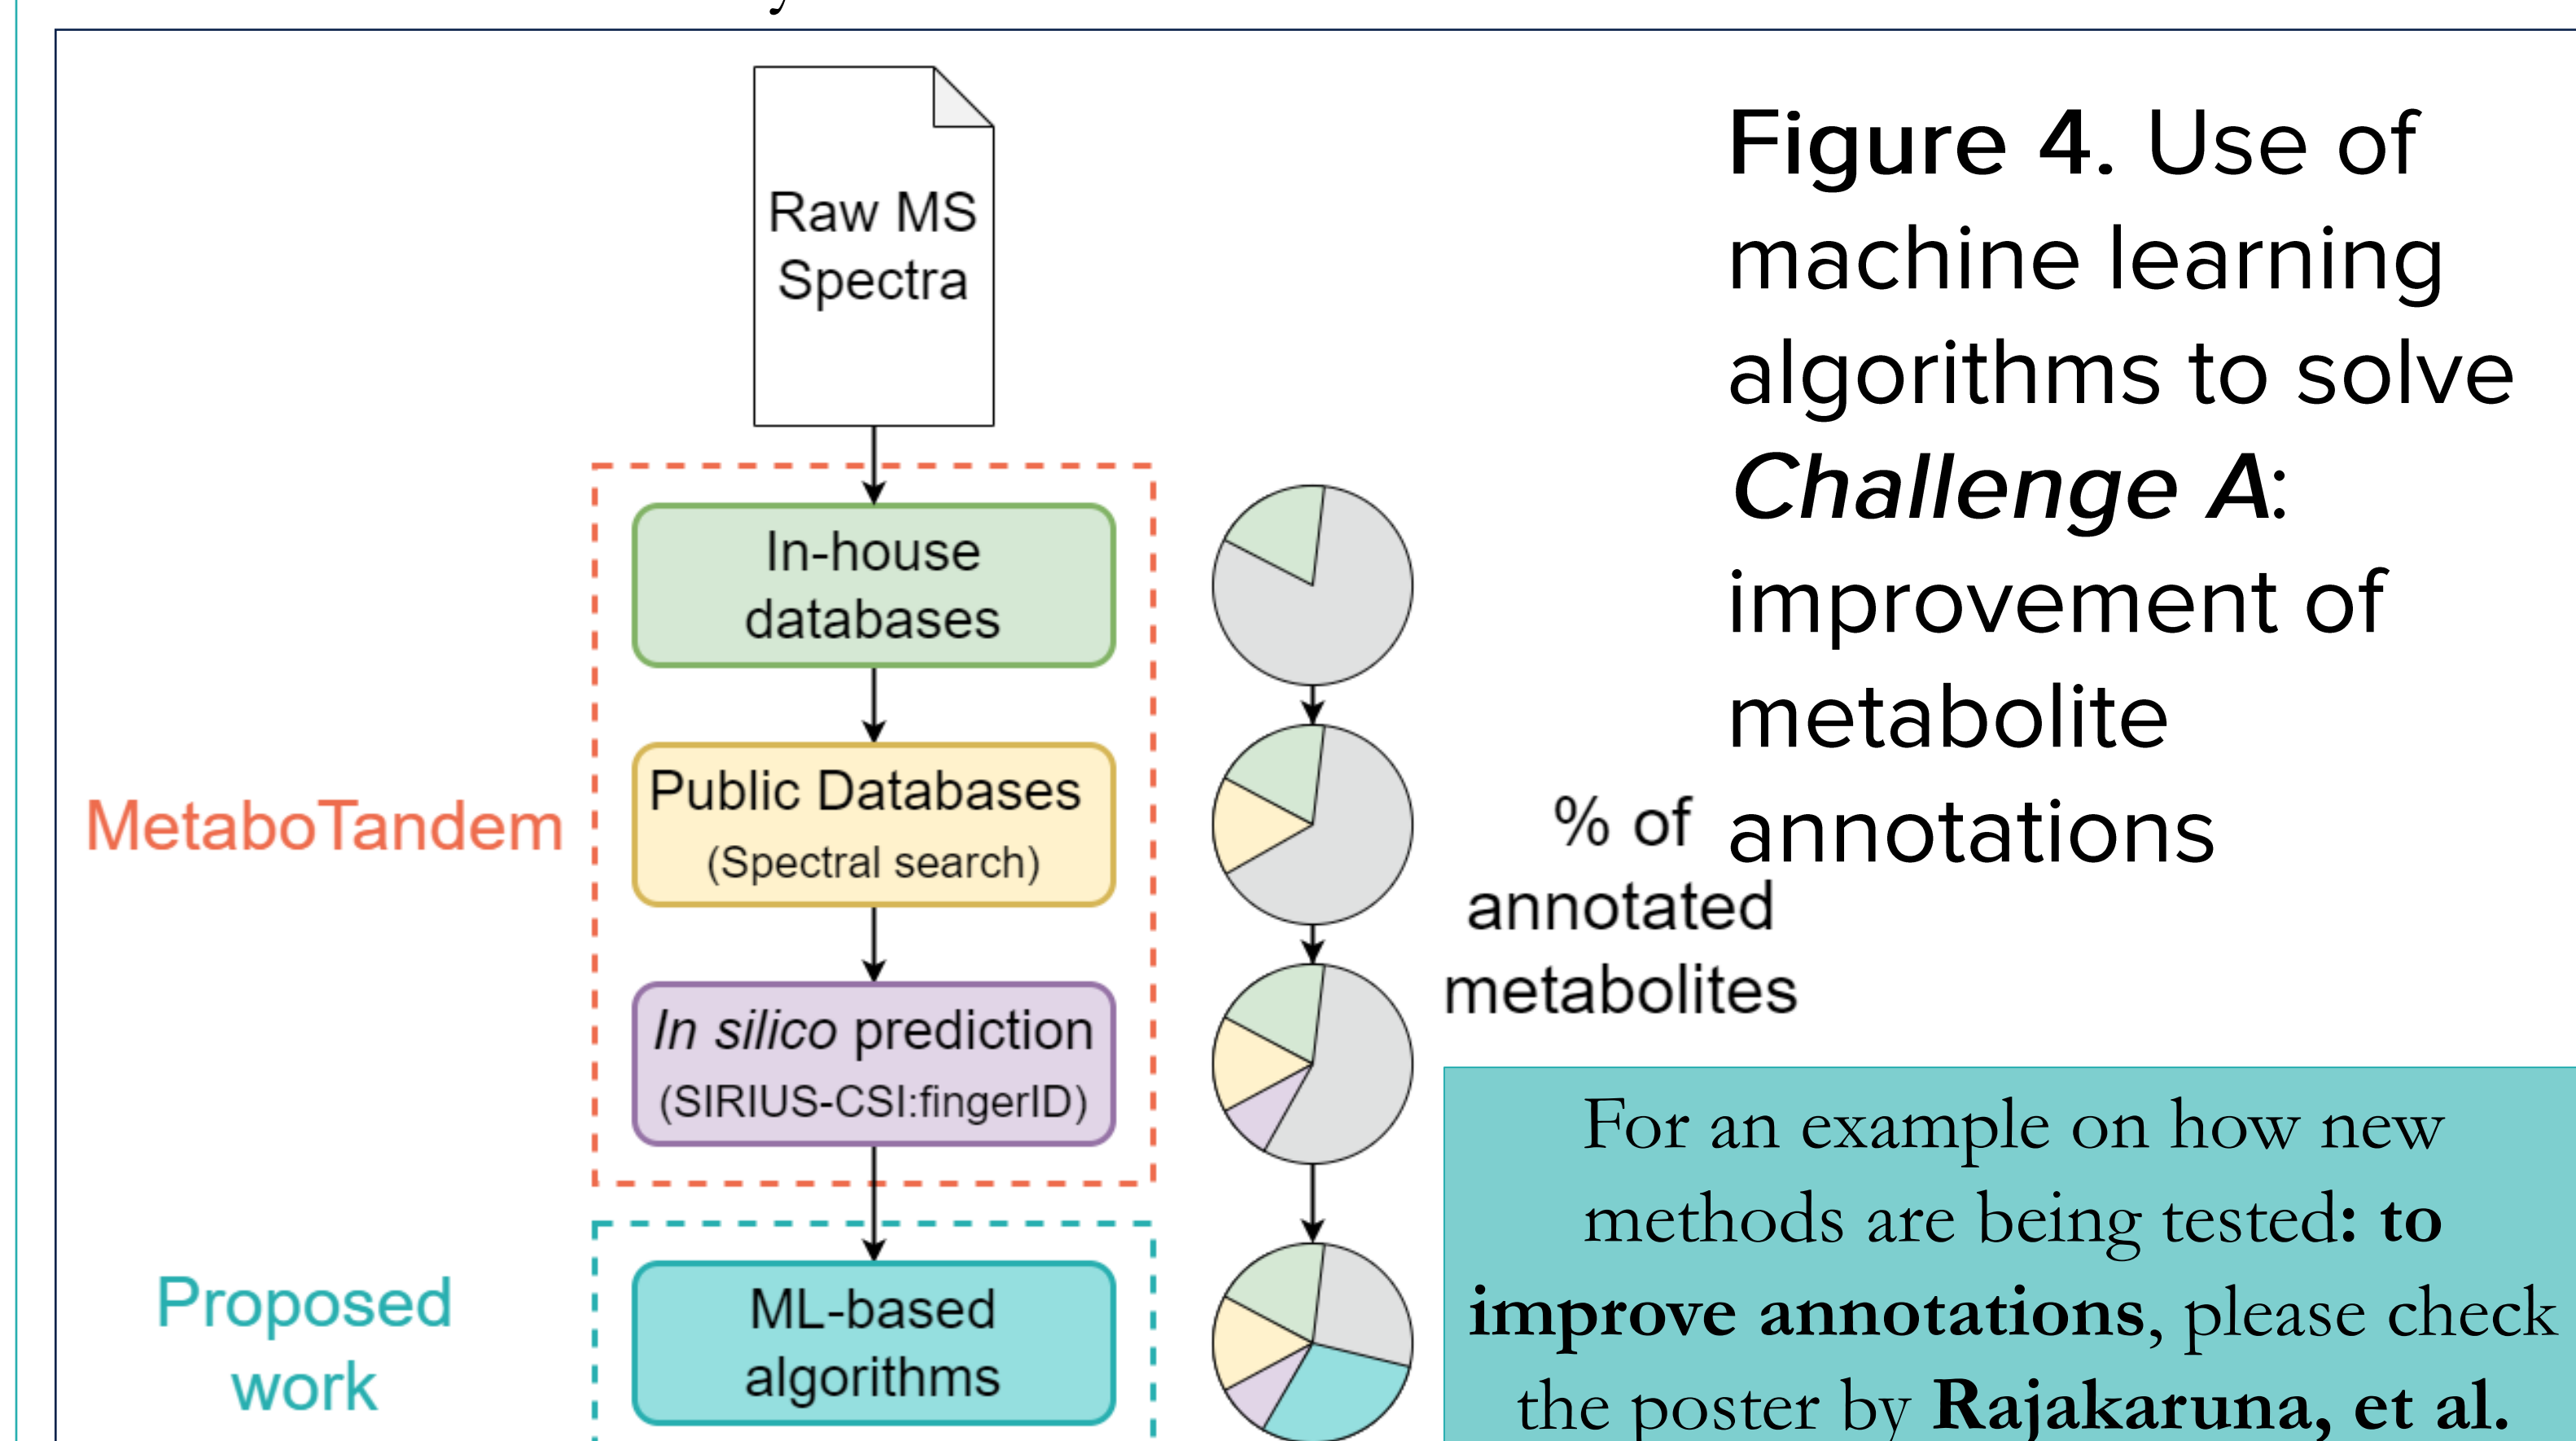 Raw MS
Spectra
In-house
databases
MetaboTandem
Public Databases
(Spectral search)
In silico prediction
(SIRIUS-CSI:fingerID)
Proposed
work
ML-based
algorithms
% of
annotated
metabolites
Figure 4. Use of
machine learning
algorithms to solve
Challenge A:
improvement of
metabolite
annotations
For an example on how new
methods are being tested: to
improve annotations, please check
the poster by Rajakaruna, et al.